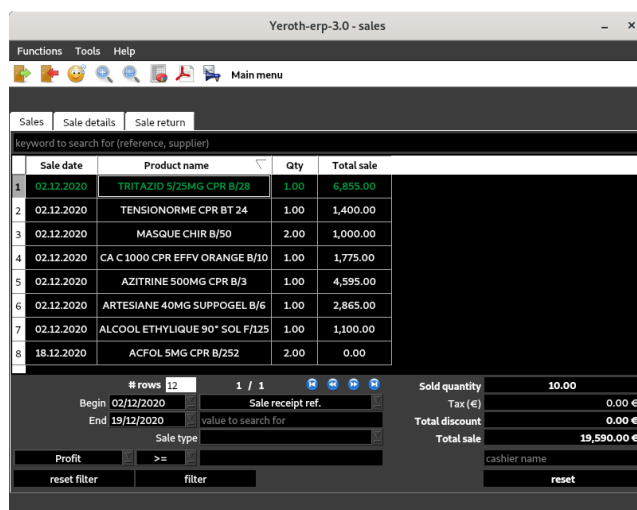 Yeroth-erp-3.0 - sales
Functions Tools Help
Main menu
Sales Sale details Sale return
keyword to search for (reference, supplier)
Sale date Product name Qty Total sale
1 02.12.2020 TRITAZID 5/25MG CPR B/28 1.00 6,855.00
2 02.12.2020 TENSIONORME CPR BT 24 1.00 1,400.00
3 02.12.2020 MASQUE CHIR B/50 2.00 1,000.00
4 02.12.2020 CA C 1000 CPR EFFV ORANGE B/10 1.00 1,775.00
5 02.12.2020 AZITRINE 500MG CPR B/3 1.00 4,595.00
6 02.12.2020 ARTESIANE 40MG SUPPOGEL B/6 1.00 2,865.00
7 02.12.2020 ALCOOL ETHYLIQUE 90° SOL F/125 1.00 1,100.00
8 18.12.2020 ACFOL 5MG CPR B/252 2.00 0.00
# rows 12 1 / 1 Sold quantity 10.00
Begin 02/12/2020 Sale receipt ref. Tax (€) 0.00 €
End 19/12/2020 value to search for Total discount 0.00 €
Sale type Total sale 19,590.00 €
Profit >= cashier name
reset filter filter reset